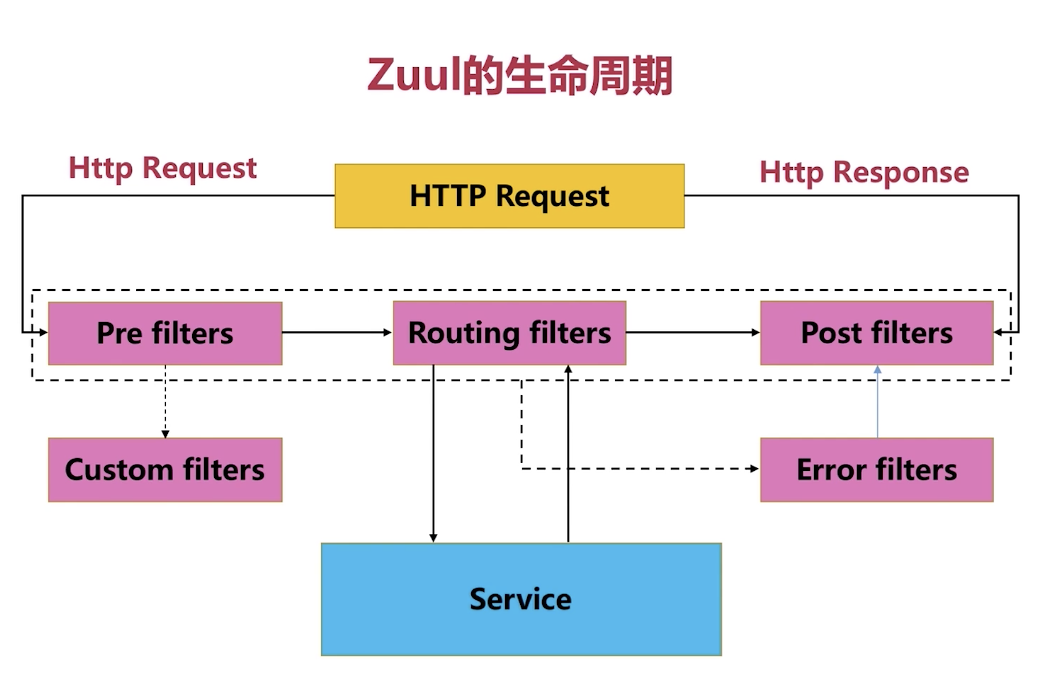 Zuul的生命周期
Http Request
HTTP Request
Http Response
Pre filters
Routing filters
Post filters
Custom filters
Error filters
Service